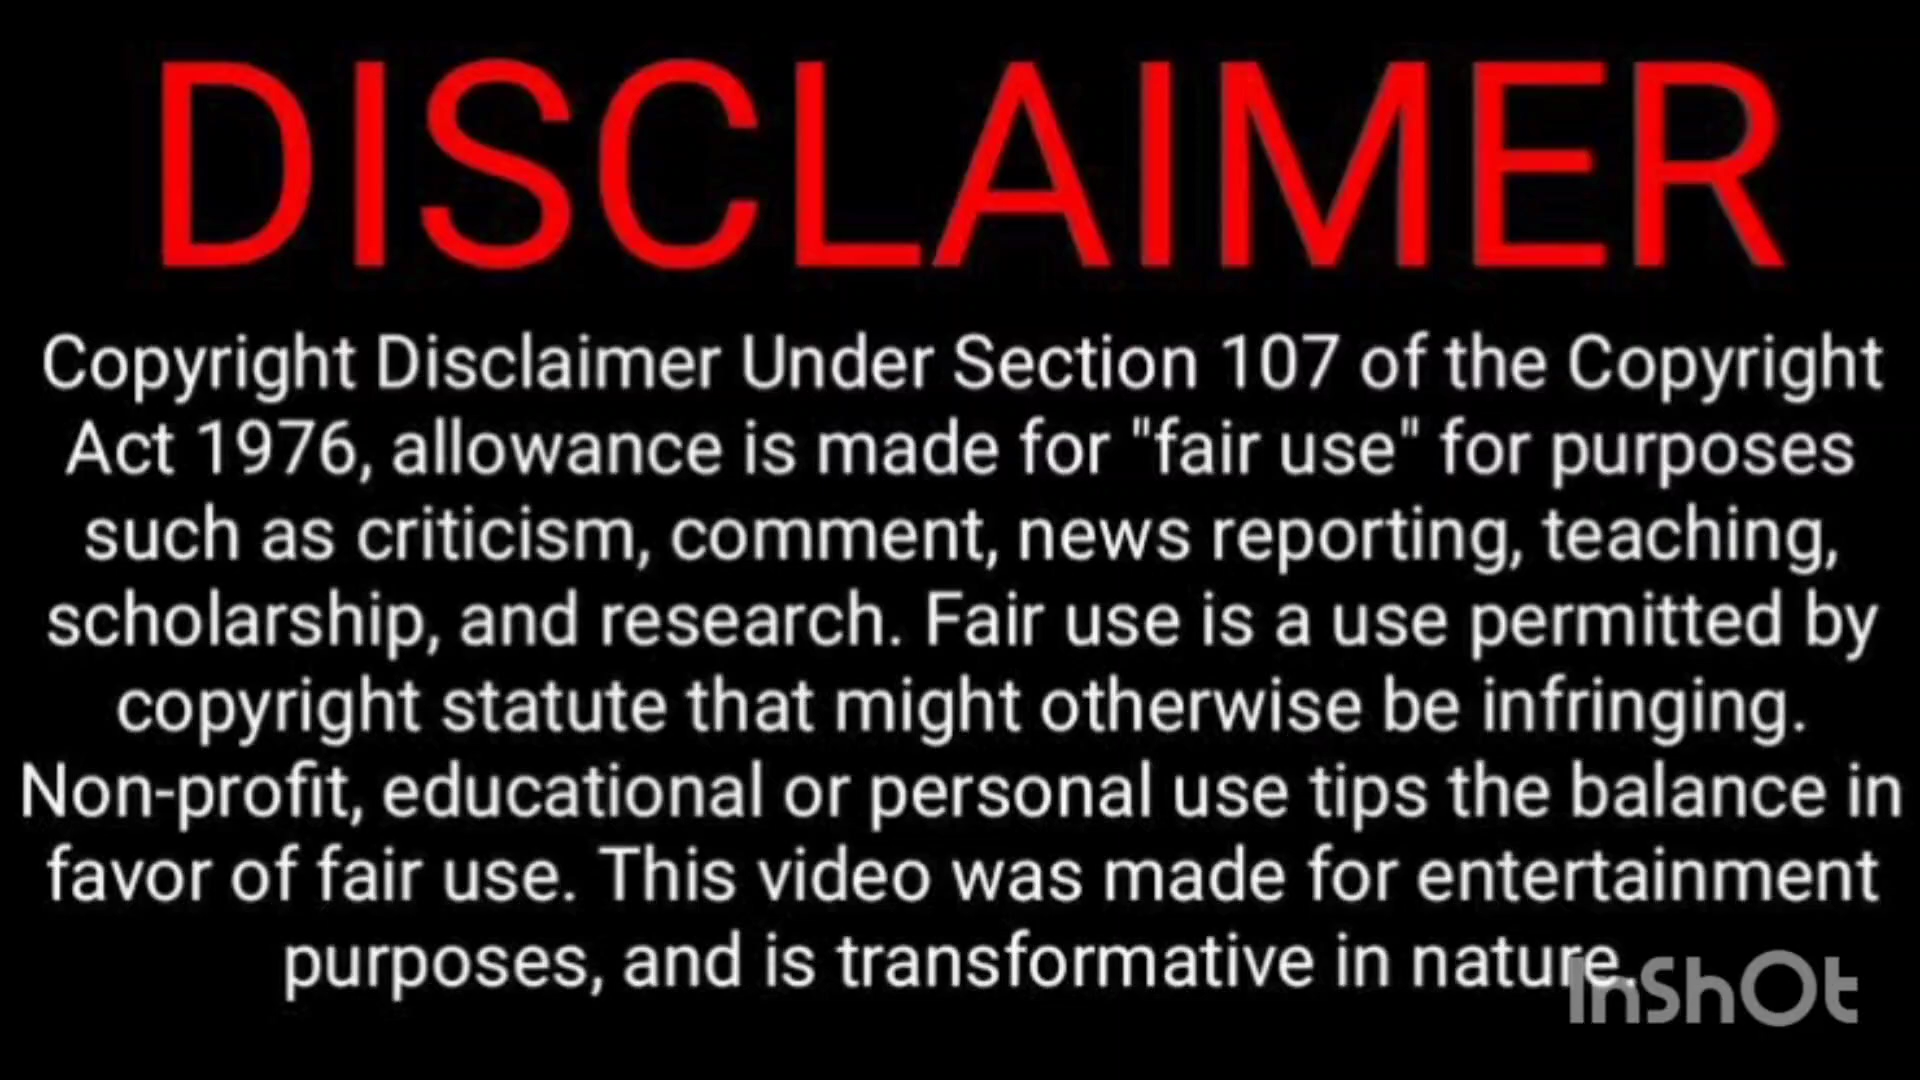 DISCLAIMER
Copyright Disclaimer Under Section 107 of the Copyright
Act 1976, allowance is made for "fair use" for purposes
such as criticism, comment, news reporting, teaching,
scholarship, and research. Fair use is a use permitted by
copyright statute that might otherwise be infringing.
Non-profit, educational or personal use tips the balance in
favor of fair use. This video was made for entertainment
purposes, and is transformative in nature.
InShOt